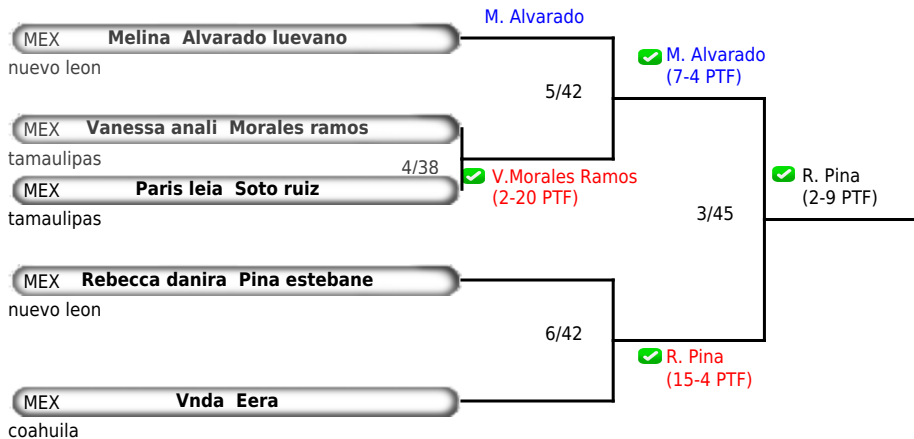 M. Alvarado
MEX Melina Alvarado luevano
nuevo leon
M. Alvarado
(7-4 PTF)
5/42
MEX Vanessa anali Morales ramos
tamaulipas
4/38
V.Morales Ramos
(2-20 PTF)
MEX Paris leia Soto ruiz
tamaulipas
R. Pina
(2-9 PTF)
3/45
MEX Rebecca danira Pina estebane
nuevo leon
6/42
R. Pina
(15-4 PTF)
MEX Vnda Eera
coahuila